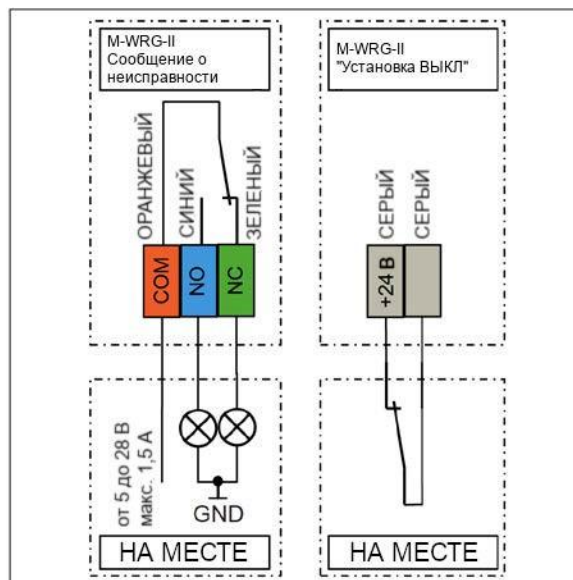 M-WRG-II
Сообщение о
неисправности
ОРАНЖЕВЫЙ
СИНИЙ
ЗЕЛЕНЫЙ
COM
NO
NC
от 5 до 28 В
макс. 1,5 А
GND
НА МЕСТЕ
M-WRG-II
"Установка ВЫКЛ"
СЕРЫЙ
СЕРЫЙ
+24 В
НА МЕСТЕ